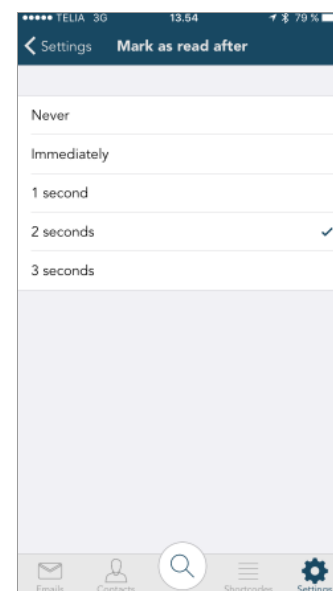 TELIA 3G 13.54 79 %
Settings Mark as read after
Never
Immediately
1 second
2 seconds
3 seconds
Emails Contacts Shortcodes Settings